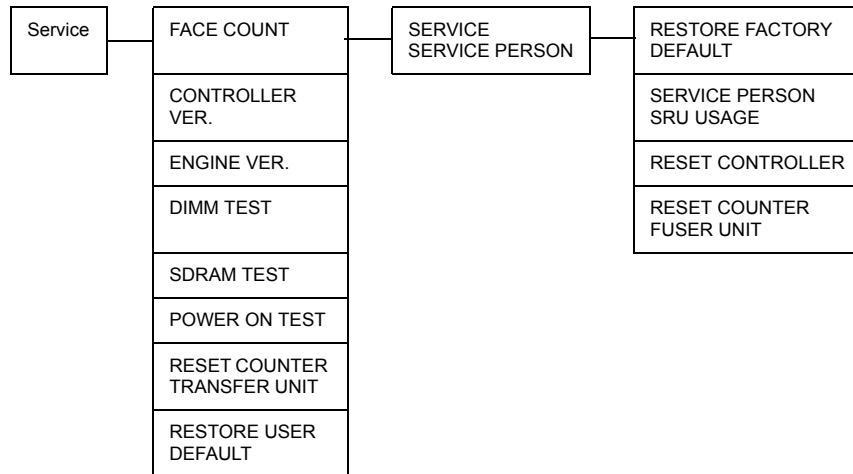 Service
FACE COUNT
CONTROLLER
VER.
ENGINE VER.
DIMM TEST
SDRAM TEST
POWER ON TEST
RESET COUNTER
TRANSFER UNIT
RESTORE USER
DEFAULT
SERVICE
SERVICE PERSON
RESTORE FACTORY
DEFAULT
SERVICE PERSON
SRU USAGE
RESET CONTROLLER
RESET COUNTER
FUSER UNIT